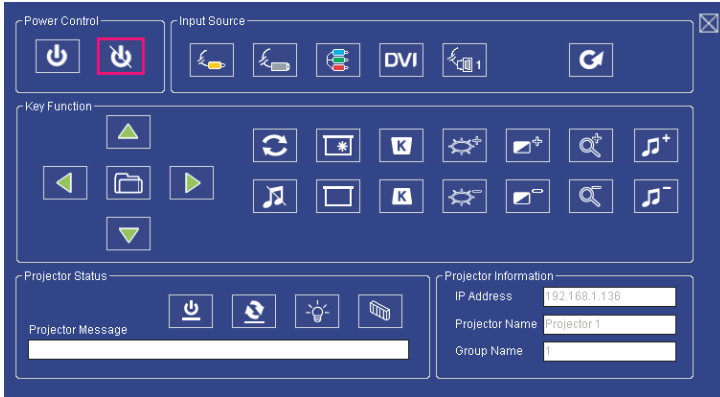 Power Control
Input Source
DVI
1
Key Function
K
K
Projector Status
Projector Message
Projector Information
IP Address 192.168.1.136
Projector Name Projector 1
Group Name 1